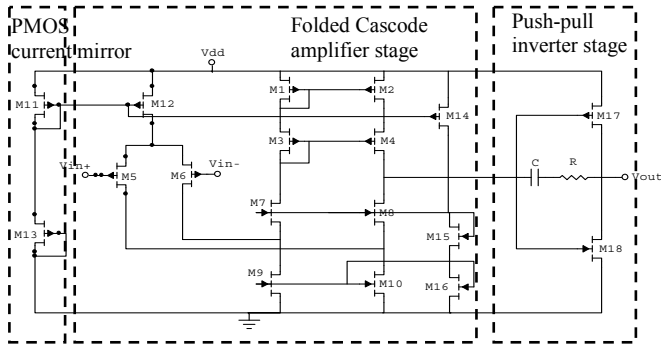 PMOS
current mirror
Folded Cascode
amplifier stage
Push-pull
inverter stage
Vdd
M11
M12
M1
M2
M14
M17
M3
M4
Vin+
M5
M6
Vin-
C
R
Vout
M7
M8
M13
M15
M18
M9
M10
M16